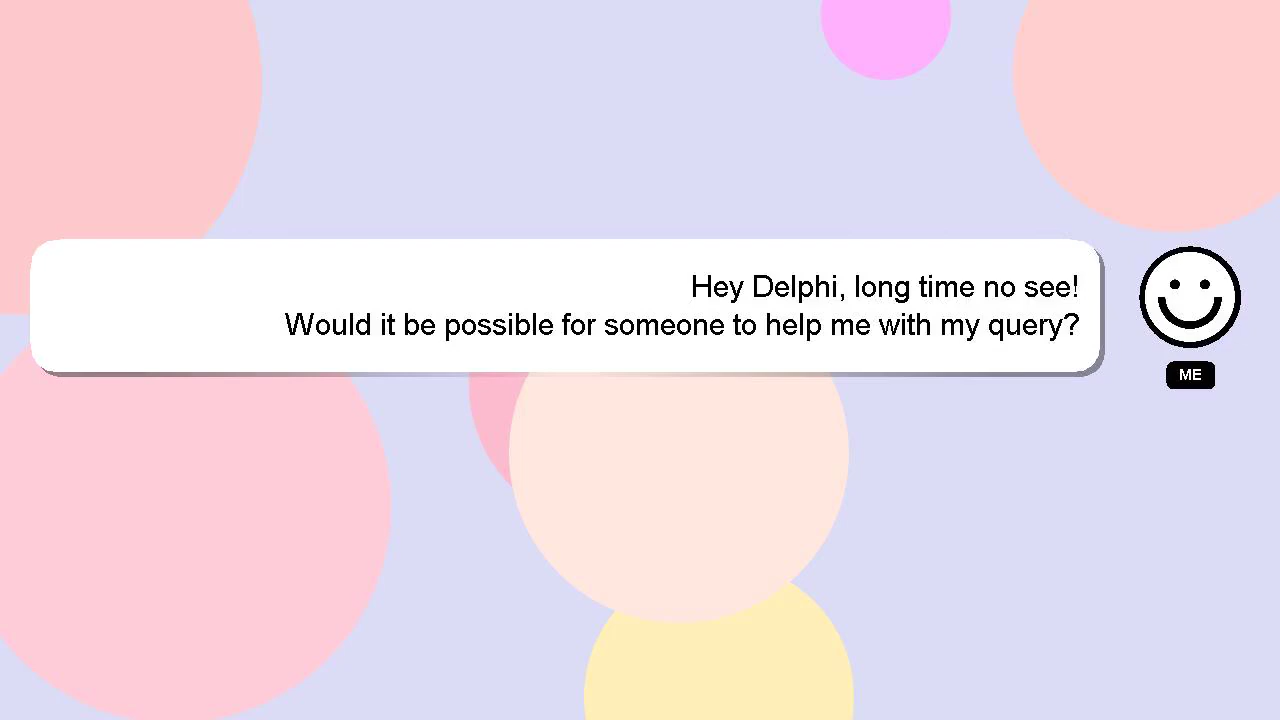 Hey Delphi, long time no see!
Would it be possible for someone to help me with my query?
ME